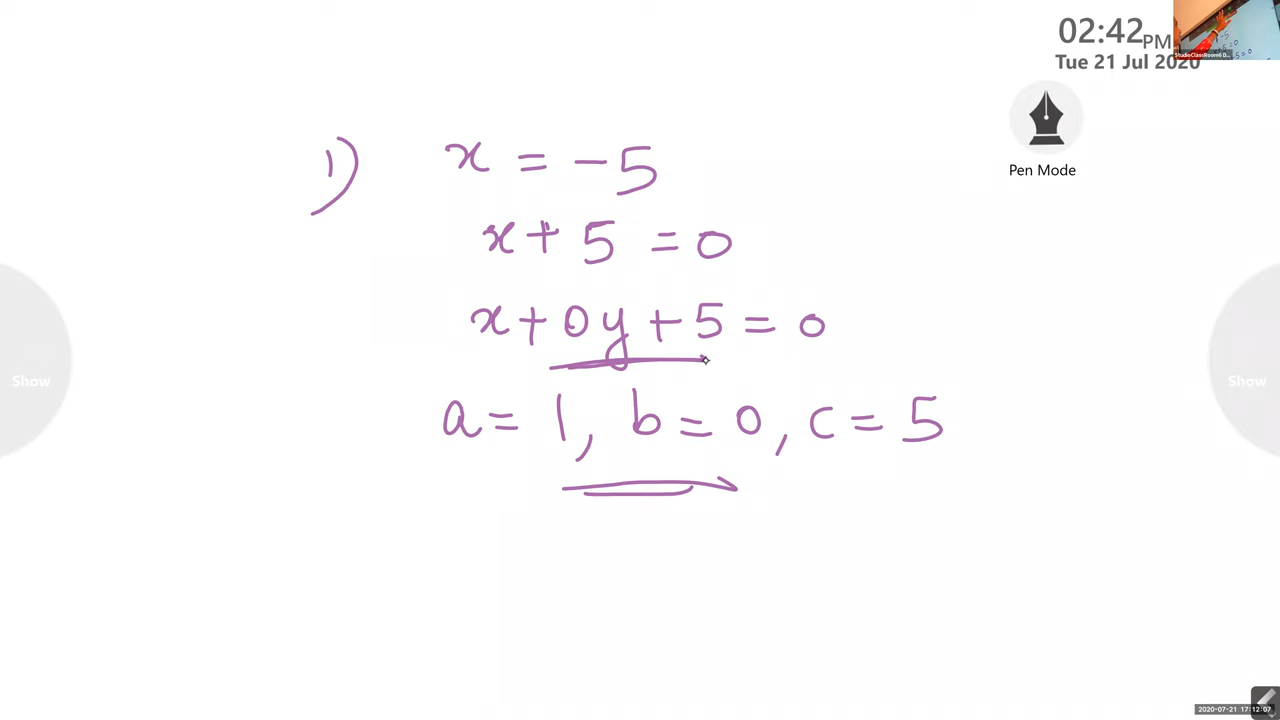 02:42PM
Tue 21 Jul 2020
Pen Mode
1) x = -5
x + 5 = 0
x + 0y + 5 = 0
Show
Show
a = 1, b = 0, c = 5
2020-07-21 17:12:07